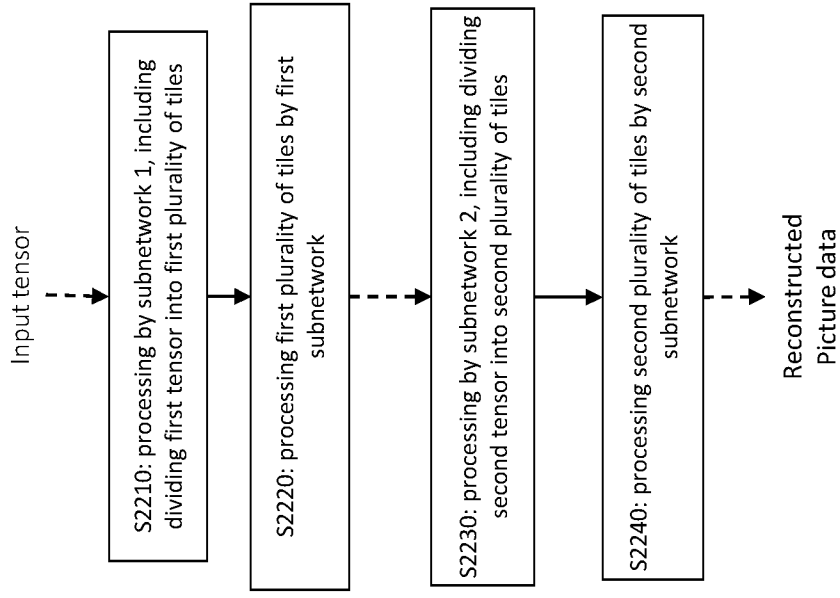 Input tensor
S2210: processing by subnetwork 1, including
dividing first tensor into first plurality of tiles
S2220: processing first plurality of tiles by first
subnetwork
S2230: processing by subnetwork 2, including dividing
second tensor into second plurality of tiles
S2240: processing second plurality of tiles by second
subnetwork
Reconstructed
Picture data